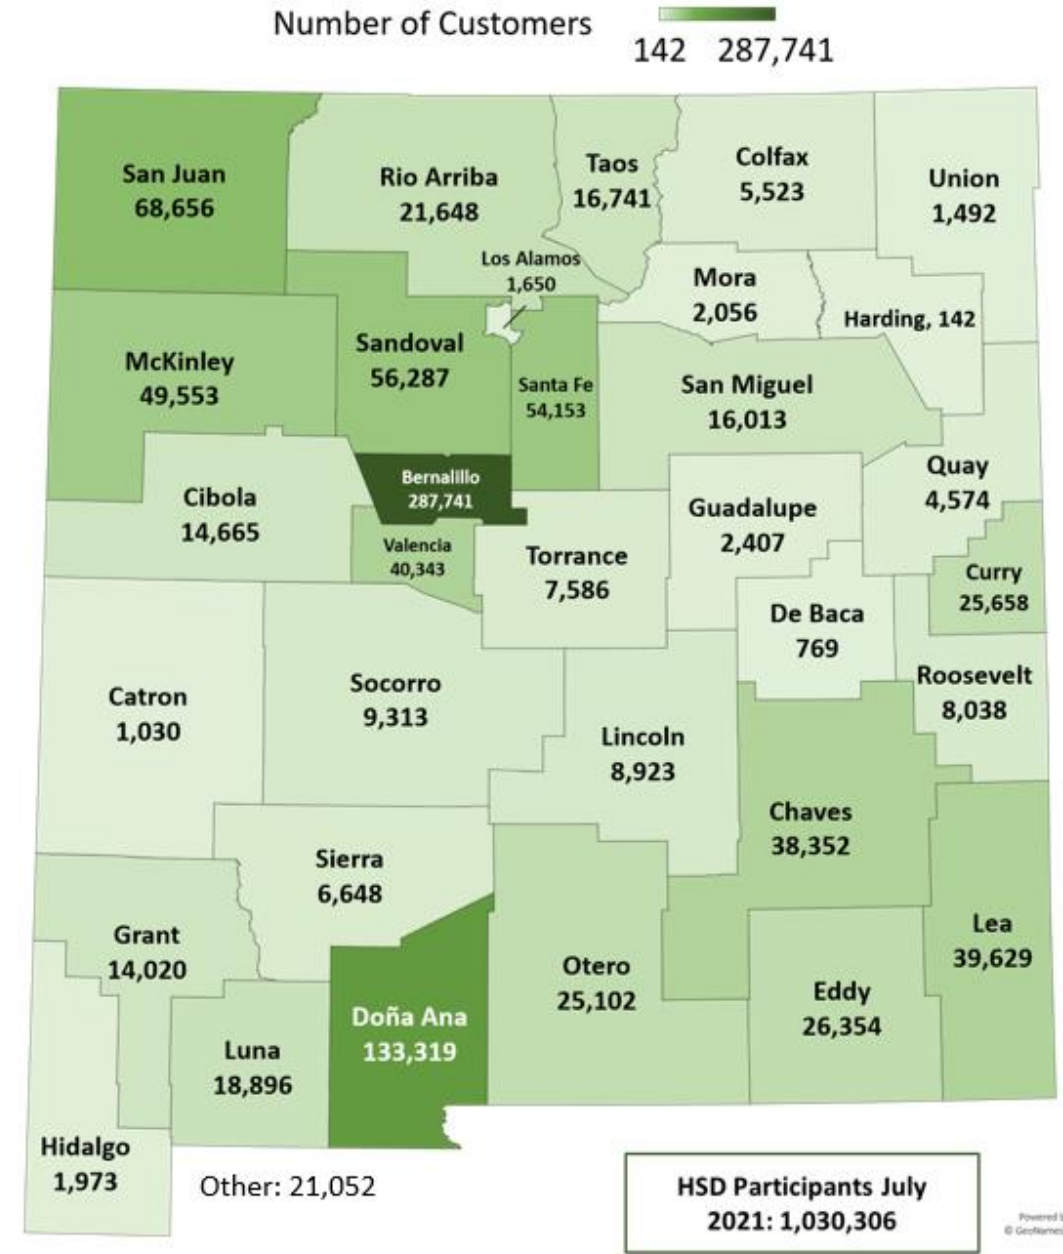 Number of Customers
142 287,741
San Juan
68,656
Rio Arriba
21,648
Taos
16,741
Colfax
5,523
Union
1,492
Los Alamos
1,650
Mora
2,056
Harding, 142
McKinley
49,553
Sandoval
56,287
Santa Fe
54,153
San Miguel
16,013
Quay
4,574
Bernalillo
287,741
Cibola
14,665
Guadalupe
2,407
Valencia
40,343
Torrance
7,586
Curry
25,658
De Baca
769
Roosevelt
8,038
Catron
1,030
Socorro
9,313
Lincoln
8,923
Chaves
38,352
Sierra
6,648
Grant
14,020
Lea
39,629
Otero
25,102
Eddy
26,354
Doña Ana
133,319
Luna
18,896
Hidalgo
1,973
Other: 21,052
HSD Participants July
2021: 1,030,306
Powered
© GeoNames